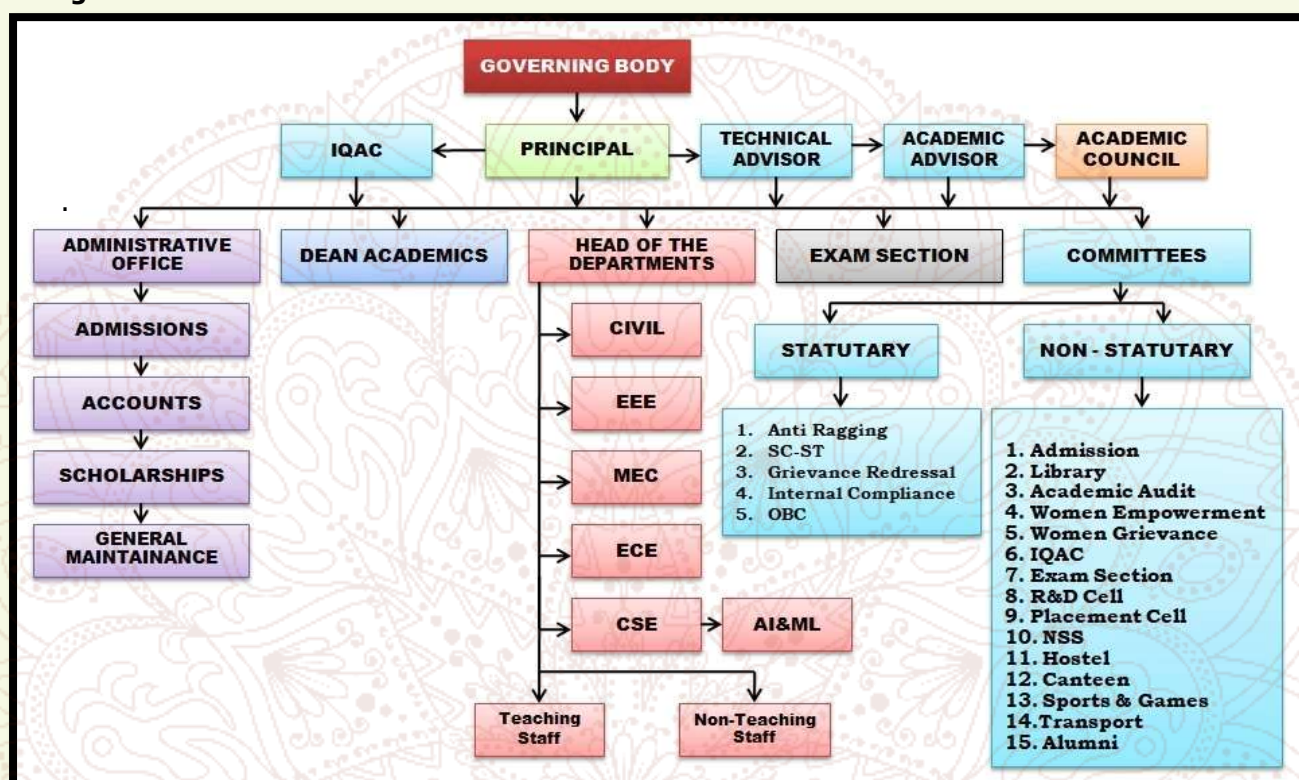 GOVERNING BODY
IQAC
PRINCIPAL
TECHNICAL
ADVISOR
ACADEMIC
ADVISOR
ACADEMIC
COUNCIL
ADMINISTRATIVE
OFFICE
DEAN ACADEMICS
HEAD OF THE
DEPARTMENTS
EXAM SECTION
COMMITTEES
ADMISSIONS
ACCOUNTS
SCHOLARSHIPS
GENERAL
MAINTAINANCE
CIVIL
EEE
MEC
ECE
CSE
AI&ML
Teaching
Staff
Non-Teaching
Staff
STATUTARY
1. Anti Ragging
2. SC-ST
3. Grievance Redressal
4. Internal Compliance
5. OBC
NON - STATUTARY
1. Admission
2. Library
3. Academic Audit
4. Women Empowerment
5. Women Grievance
6. IQAC
7. Exam Section
8. R&D Cell
9. Placement Cell
10. NSS
11. Hostel
12. Canteen
13. Sports & Games
14.Transport
15. Alumni